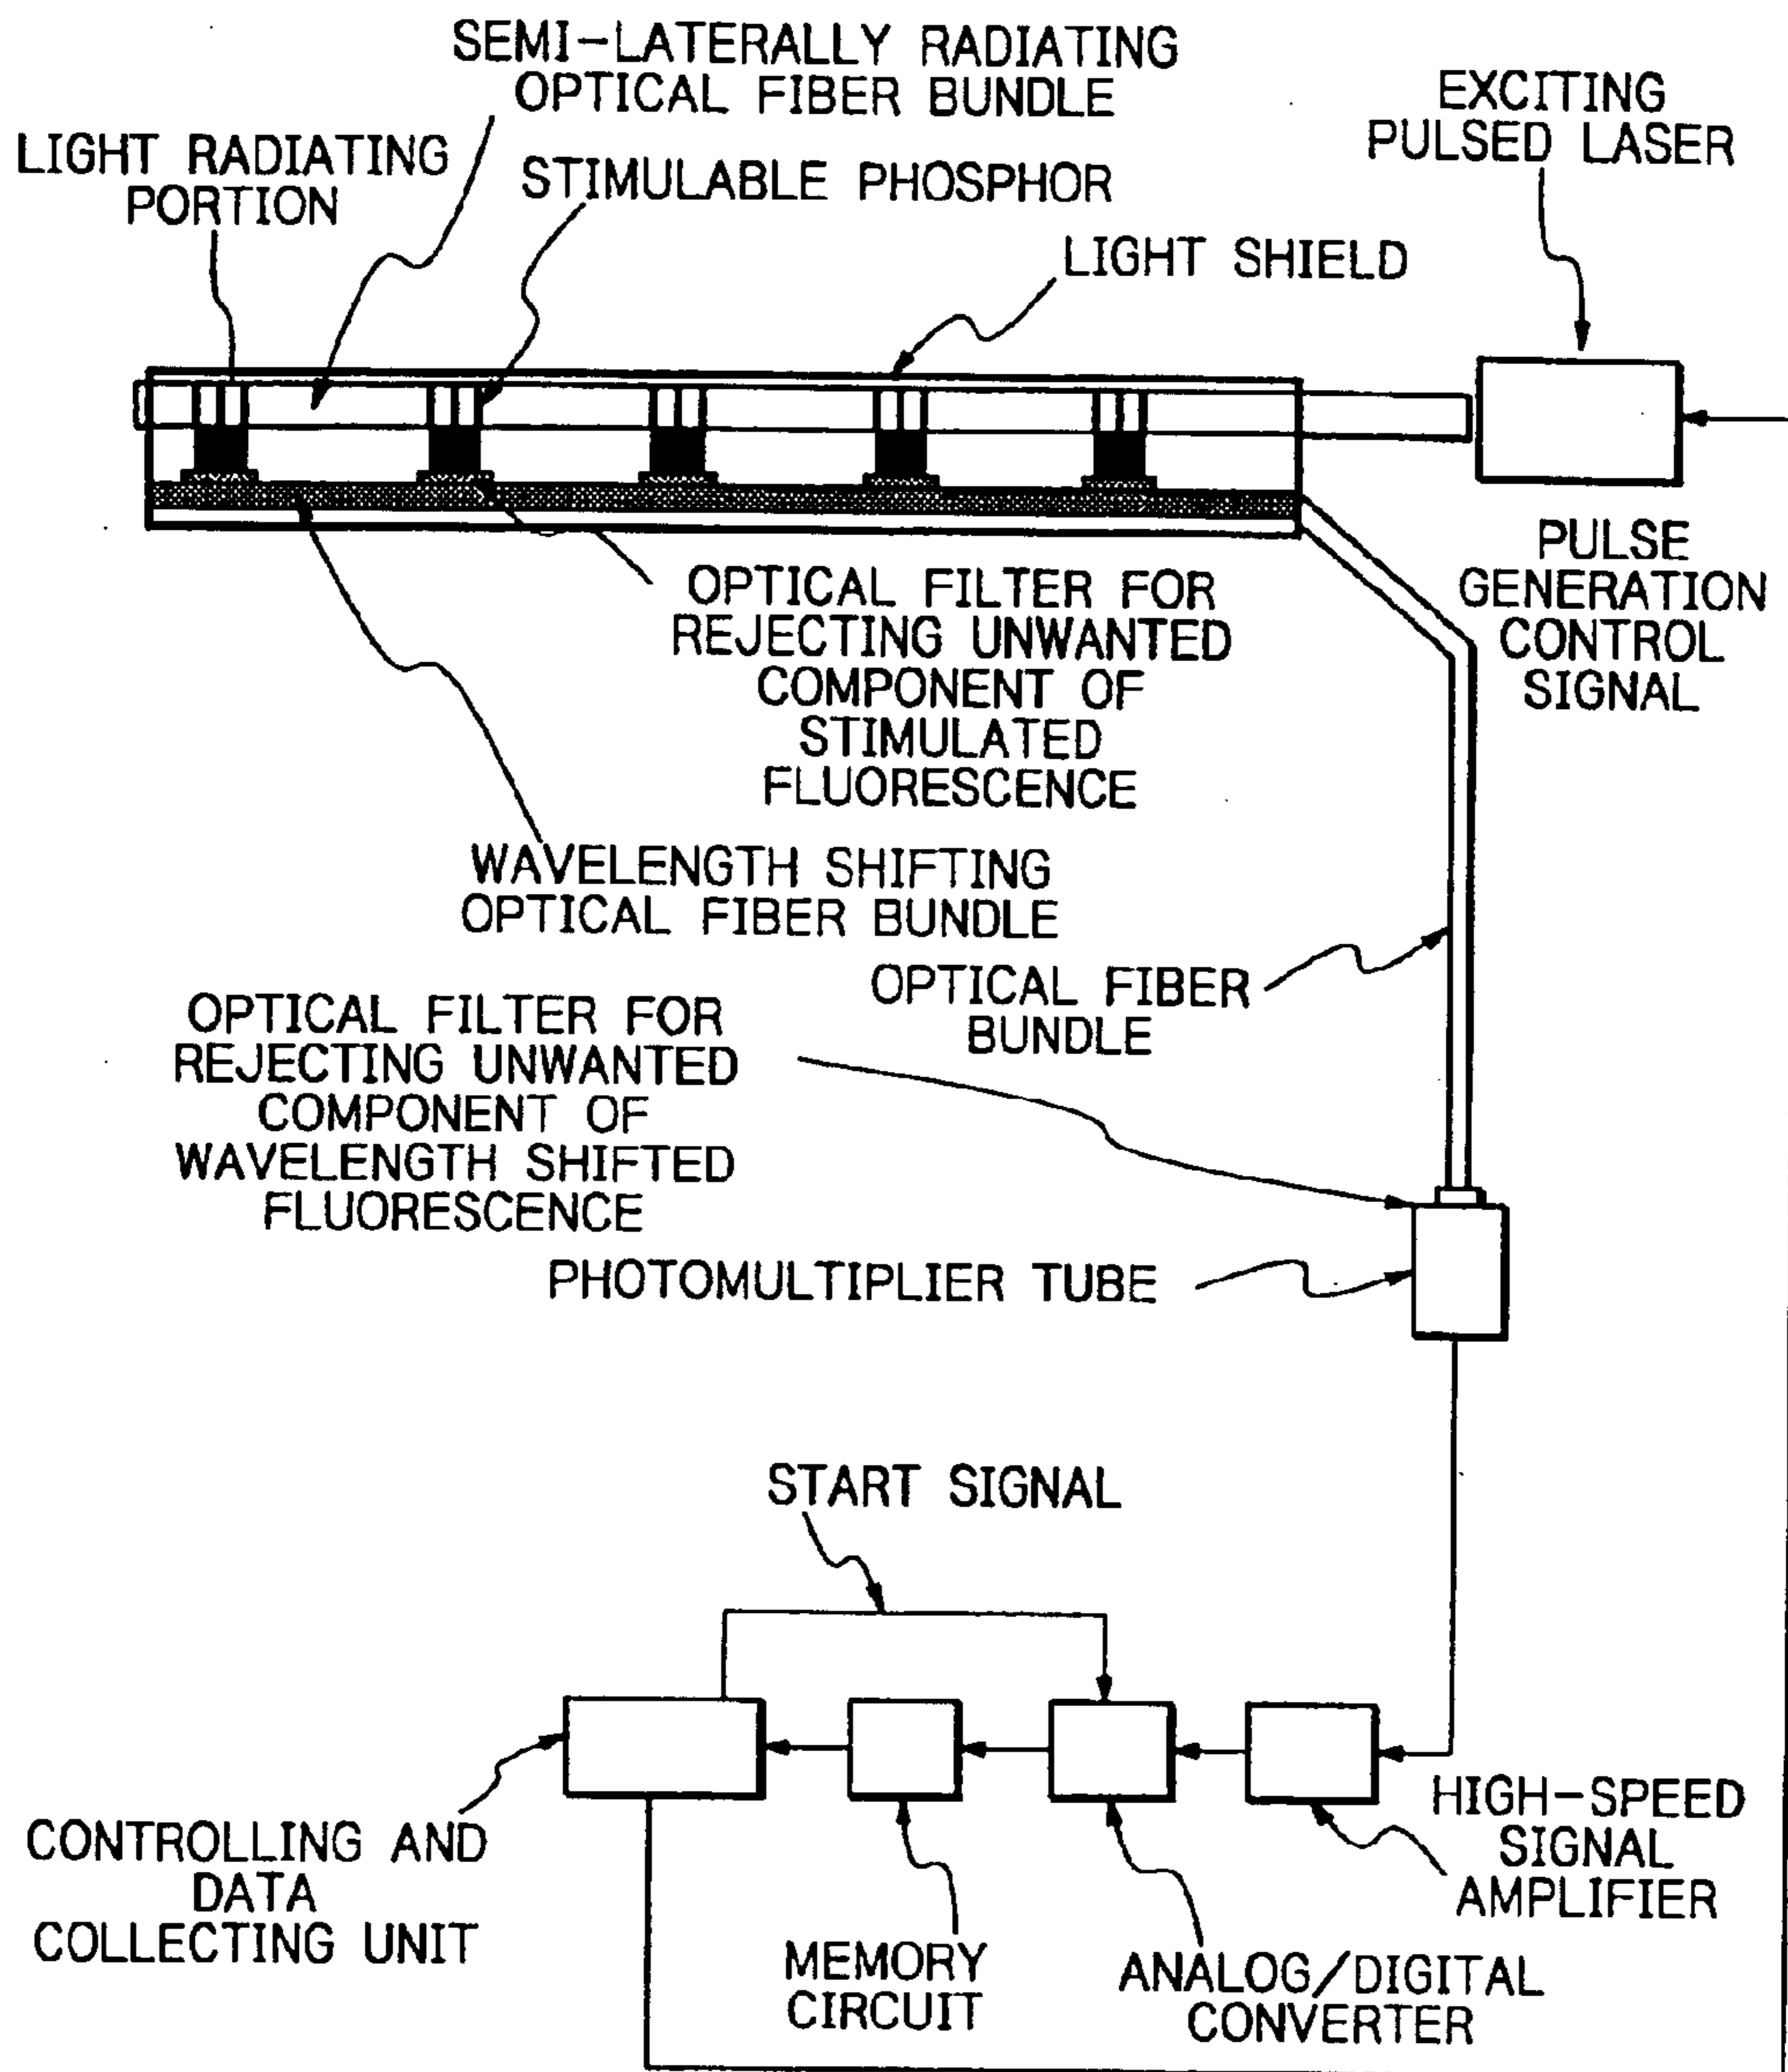 SEMI-LATERALLY RADIATING
OPTICAL FIBER BUNDLE
EXCITING
PULSED LASER
LIGHT RADIATING
PORTION
STIMULABLE PHOSPHOR
LIGHT SHIELD
PULSE
GENERATION
CONTROL
SIGNAL
OPTICAL FILTER FOR
REJECTING UNWANTED
COMPONENT OF
STIMULATED
FLUORESCENCE
WAVELENGTH SHIFTING
OPTICAL FIBER BUNDLE
OPTICAL FIBER
BUNDLE
OPTICAL FILTER FOR
REJECTING UNWANTED
COMPONENT OF
WAVELENGTH SHIFTED
FLUORESCENCE
PHOTOMULTIPLIER TUBE
START SIGNAL
CONTROLLING AND
DATA
COLLECTING UNIT
MEMORY
CIRCUIT
ANALOG/DIGITAL
CONVERTER
HIGH-SPEED
SIGNAL
AMPLIFIER